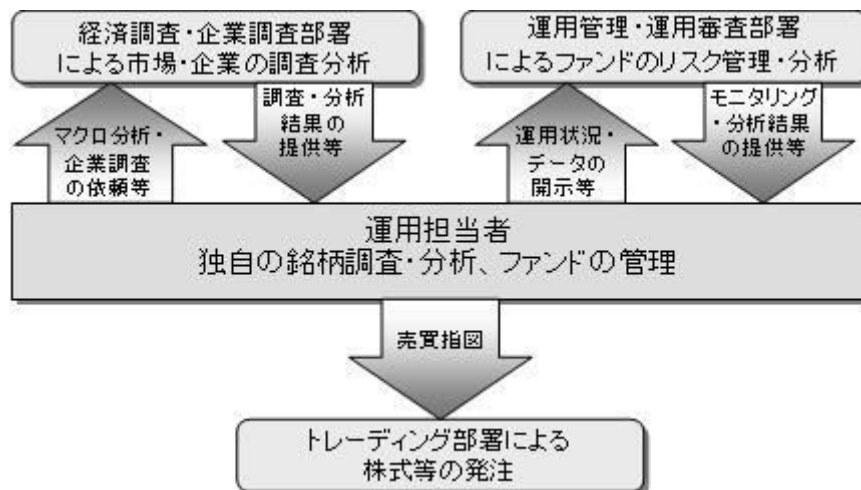 経済調査・企業調査部署
による市場・企業の調査分析
運用管理・運用審査部署
によるファンドのリスク管理・分析
マクロ分析・
企業調査
の依頼等
調査・分析
結果の
提供等
運用状況・
データの
開示等
モニタリング
・分析結果
の提供等
運用担当者
独自の銘柄調査・分析、ファンドの管理
売買指図
トレーディング部署による
株式等の発注